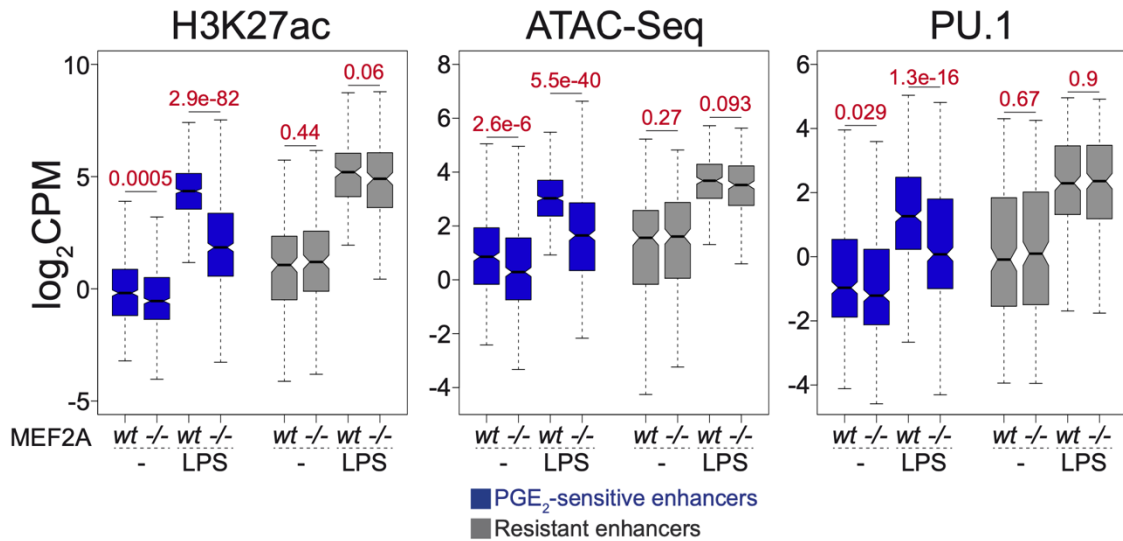 H3K27ac
ATAC-Seq
PU.1
log₂CPM
10
5
0
-5
0.0005
2.9e-82
0.44
0.06
8
6
4
2
0
-2
-4
2.6e-6
5.5e-40
0.27
0.093
6
4
2
0
-2
-4
0.029
1.3e-16
0.67
0.9
MEF2A wt -/- wt -/- wt -/- wt -/- wt -/- wt -/- wt -/- wt -/- wt -/- wt -/- wt -/- wt -/-
- LPS - LPS - LPS - LPS - LPS - LPS
PGE₂-sensitive enhancers
Resistant enhancers